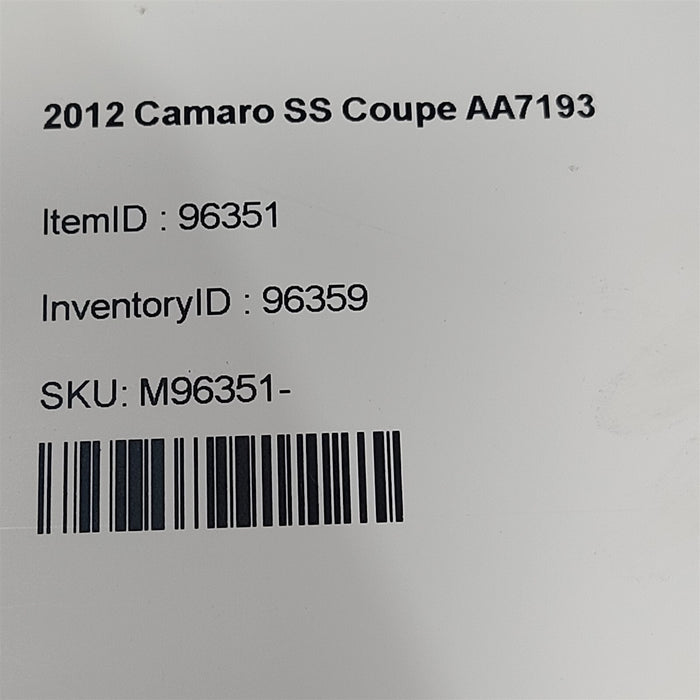 2012 Camaro SS Coupe AA7193
ItemID : 96351
InventoryID : 96359
SKU: M96351-